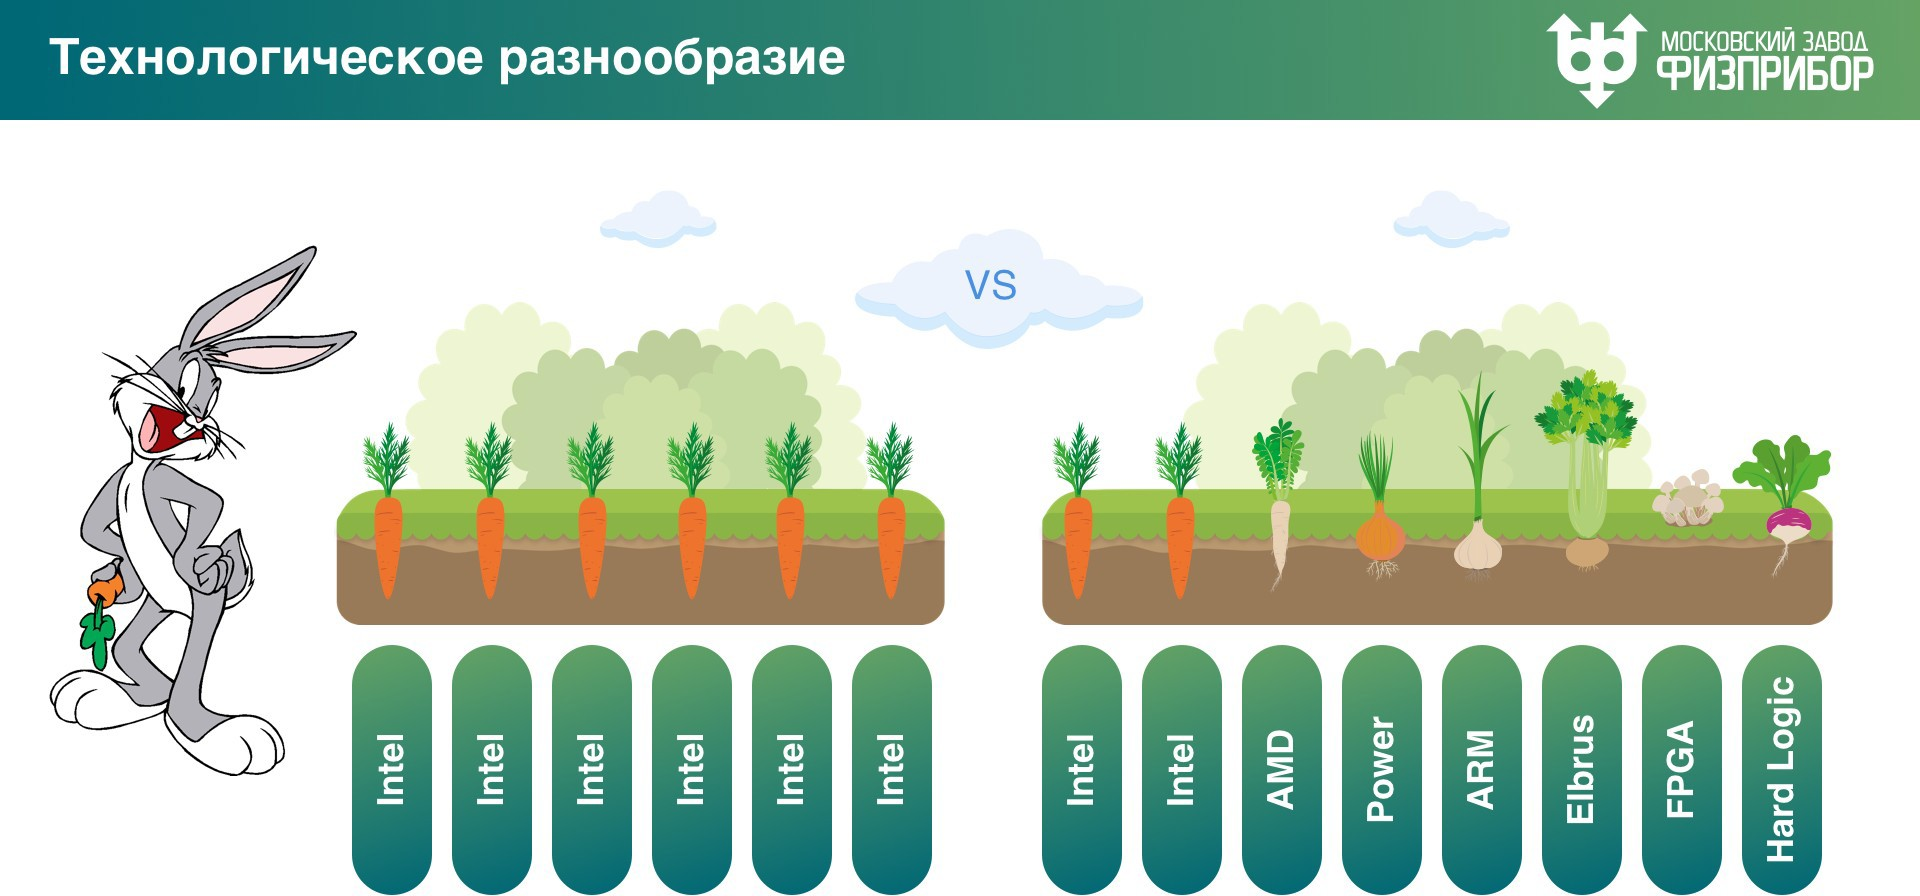 Технологическое разнообразие
МОСКОВСКИЙ ЗАВОД
ФИЗПРИБОР
VS
Intel
Intel
Intel
Intel
Intel
Intel
Intel
Intel
AMD
Power
ARM
Elbrus
FPGA
Hard Logic